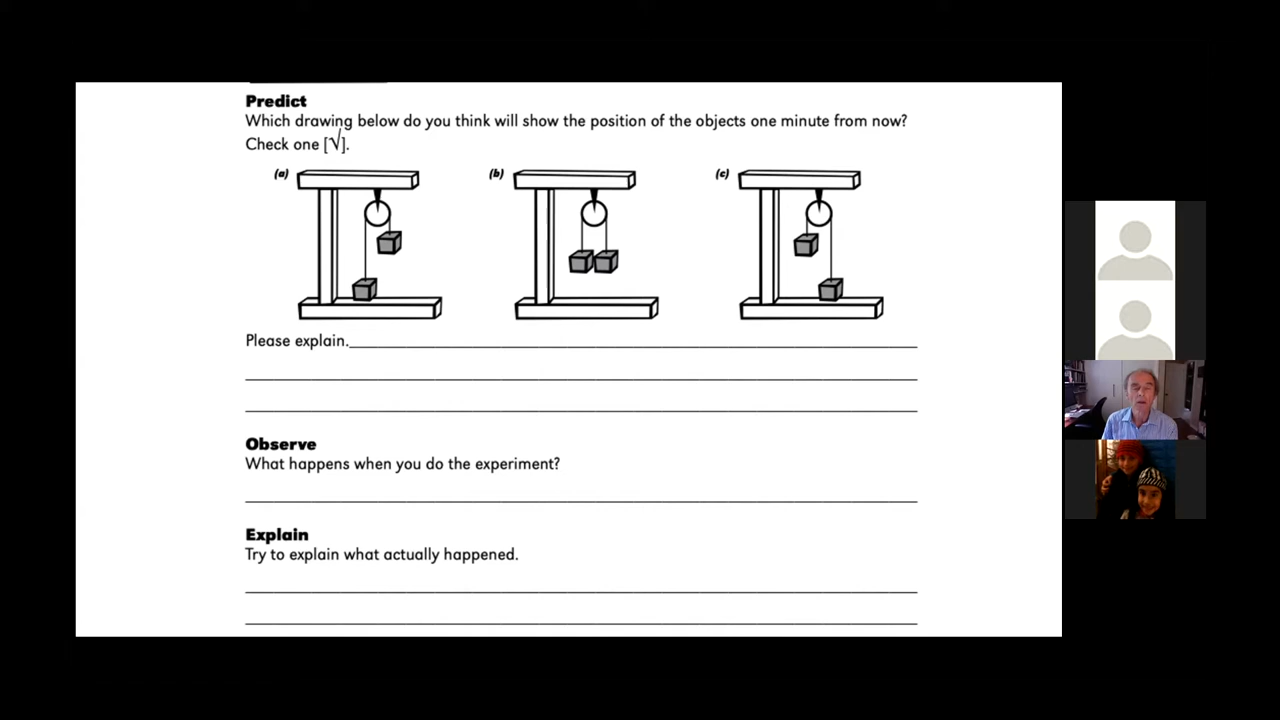 Predict
Which drawing below do you think will show the position of the objects one minute from now?
Check one [√].
(a) (b) (c)
Please explain.
Observe
What happens when you do the experiment?
Explain
Try to explain what actually happened.